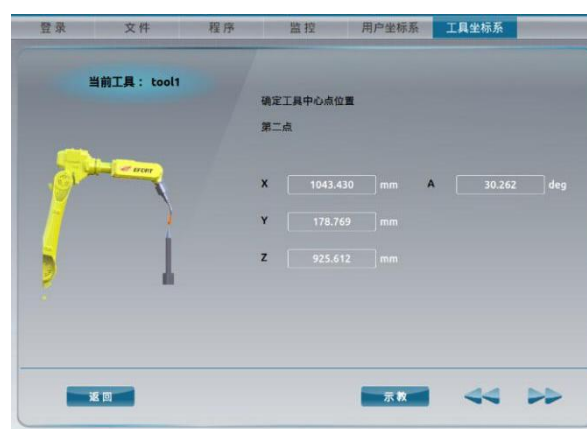 登录 文件 程序 监控 用户坐标系 工具坐标系
当前工具： tool1
确定工具中心点位置
第二点
EFORT
X 1043.430 mm A 30.262 deg
Y 178.769 mm
Z 925.612 mm
返回 示教